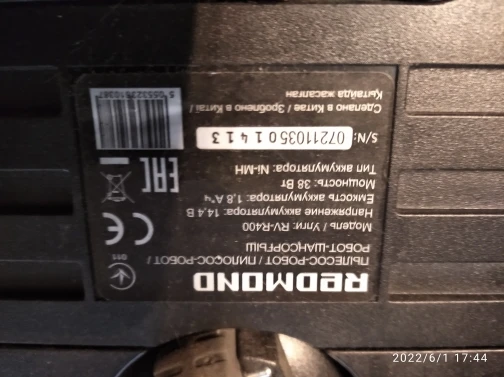 REDMOND
ПЫЛЕСОС-РОБОТ / ПИЛОСОС-РОБОТ /
РОБОТ-ШАҢСОРҒЫШ
Модель / Үлгі: RV-R400
Напряжение аккумулятора: 14,4 В
Емкость аккумулятора: 1,8 А*ч
Мощность: 38 Вт
Тип аккумулятора: Ni-MH
S/N: 0721103501413
Сделано в Китае / Зроблено в Китаї /
Қытайда жасалған
011
CE
EAC
2022/6/1 17:44